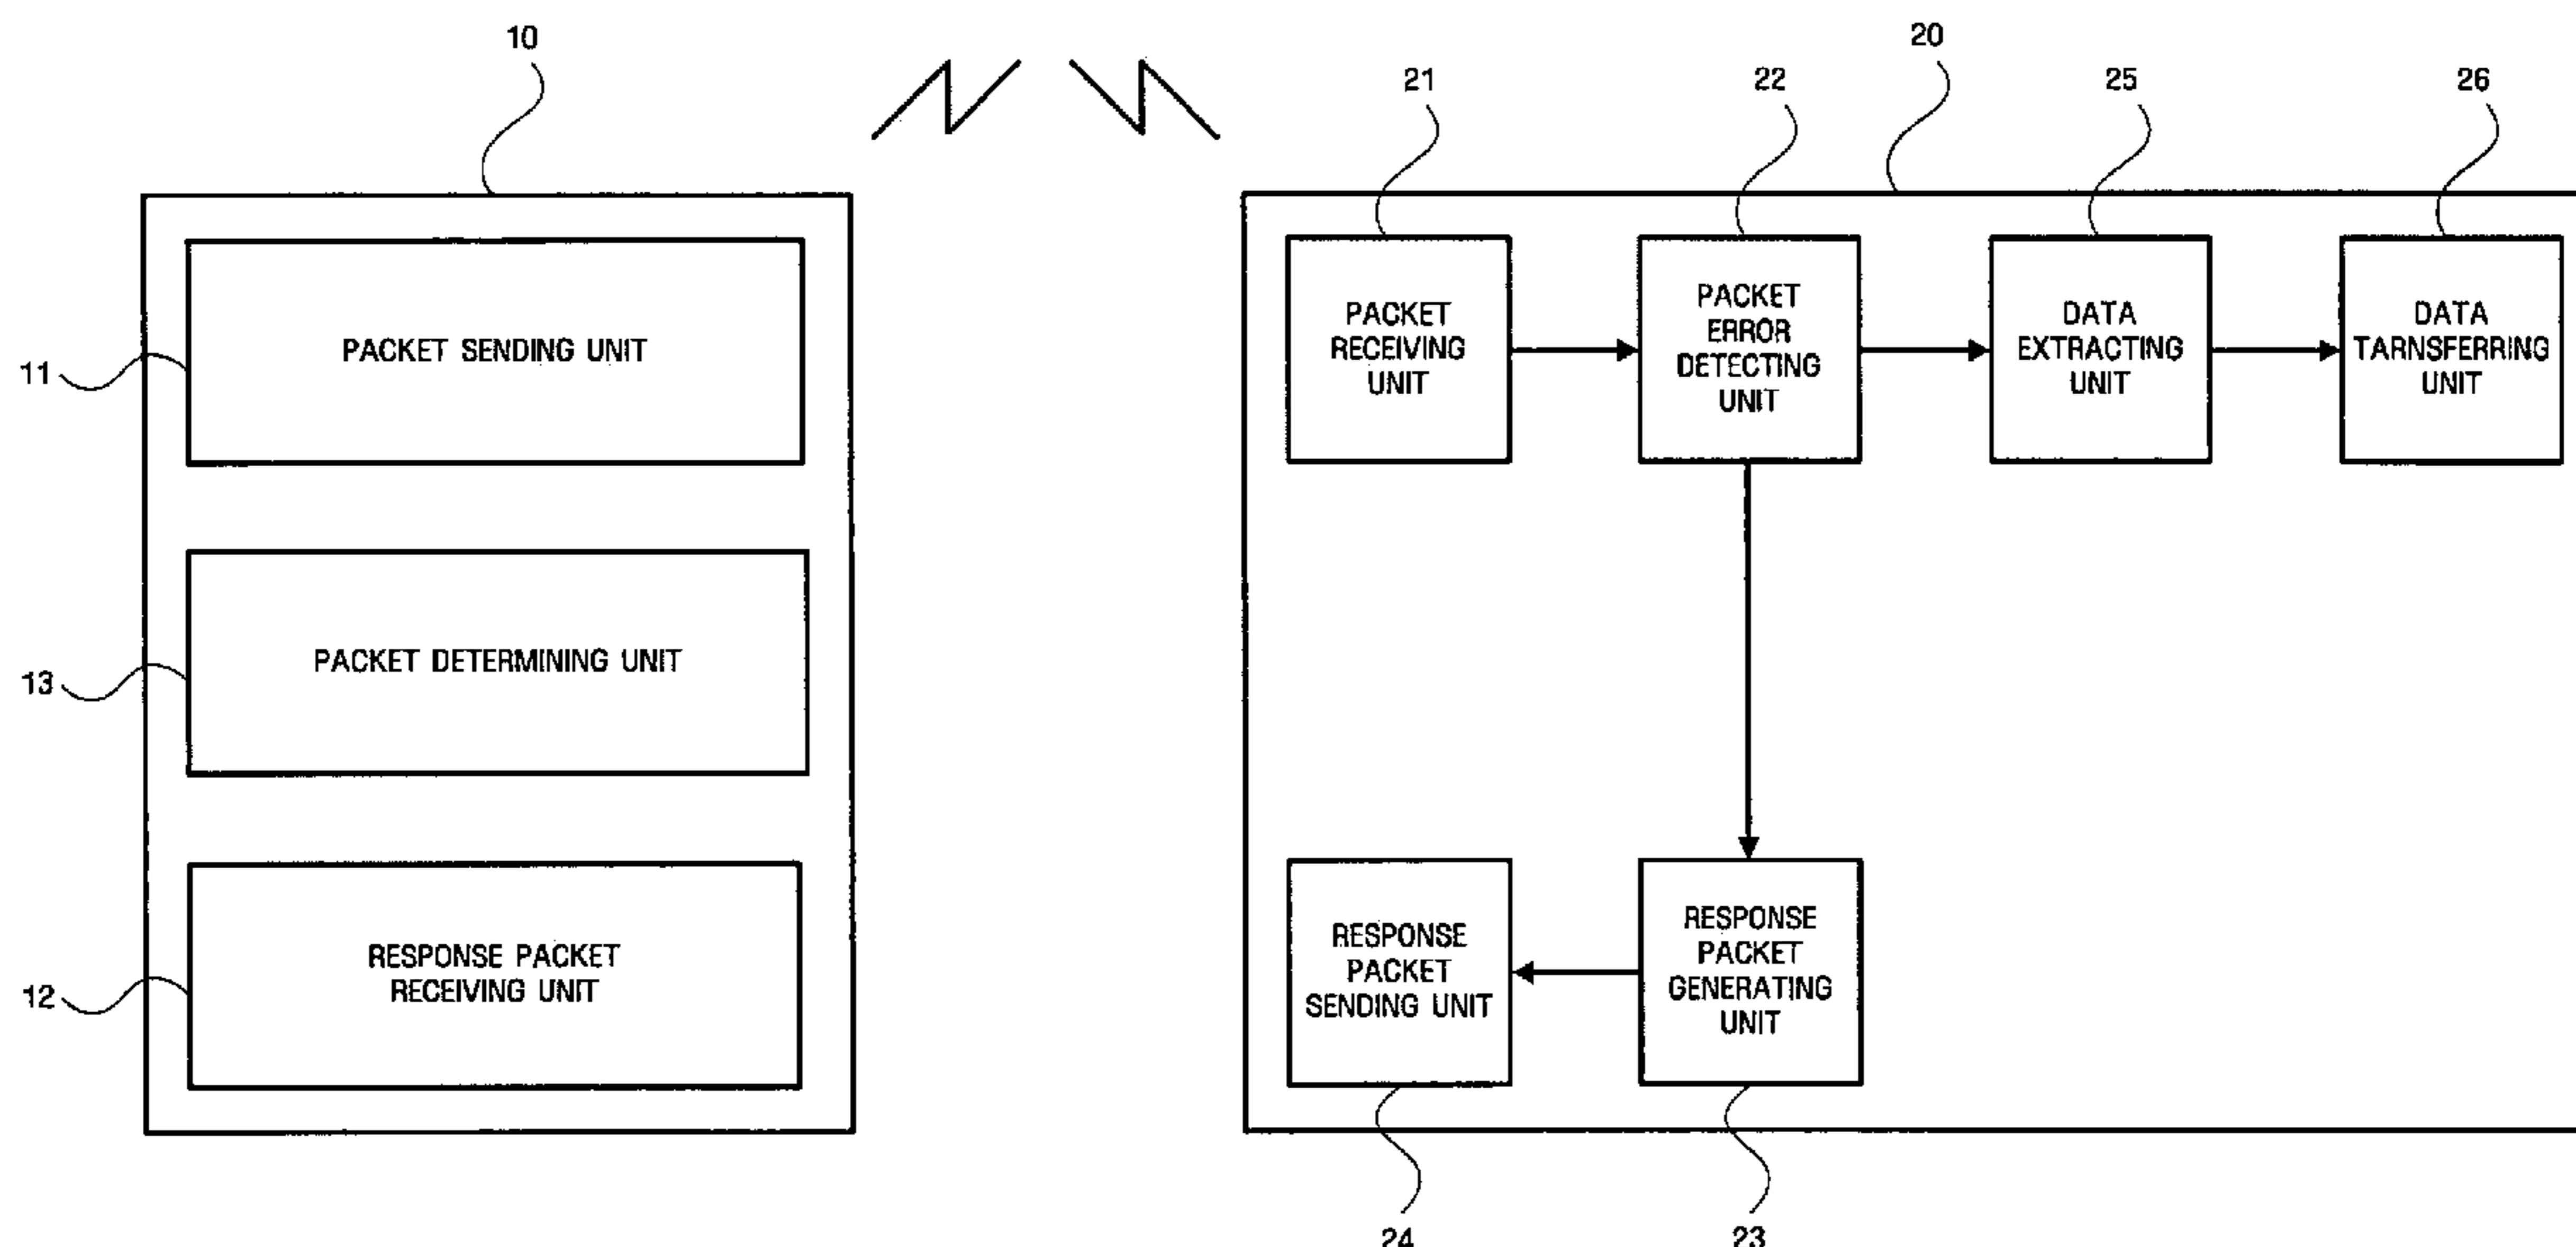 10
20
21
22
25
26
PACKET SENDING UNIT
11
PACKET DETERMINING UNIT
13
RESPONSE PACKET
RECEIVING UNIT
12
PACKET
RECEIVING
UNIT
PACKET
ERROR
DETECTING
UNIT
DATA
EXTRACTING
UNIT
DATA
TARNSFERRING
UNIT
RESPONSE
PACKET
SENDING UNIT
RESPONSE
PACKET
GENERATING
UNIT
24
23